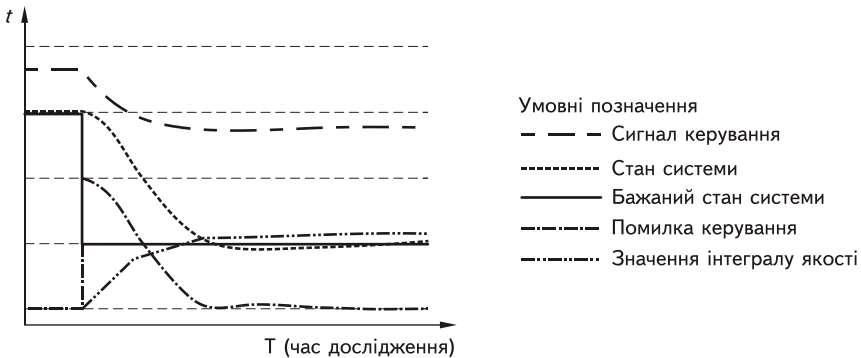 t
T (час дослідження)
Умовні позначення
Сигнал керування
Стан системи
Бажаний стан системи
Помилка керування
Значення інтегралу якості